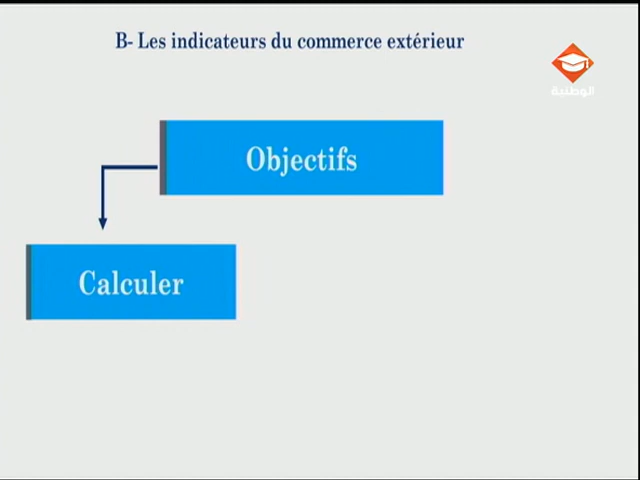 B- Les indicateurs du commerce extérieur
الوطنية
Objectifs
Calculer